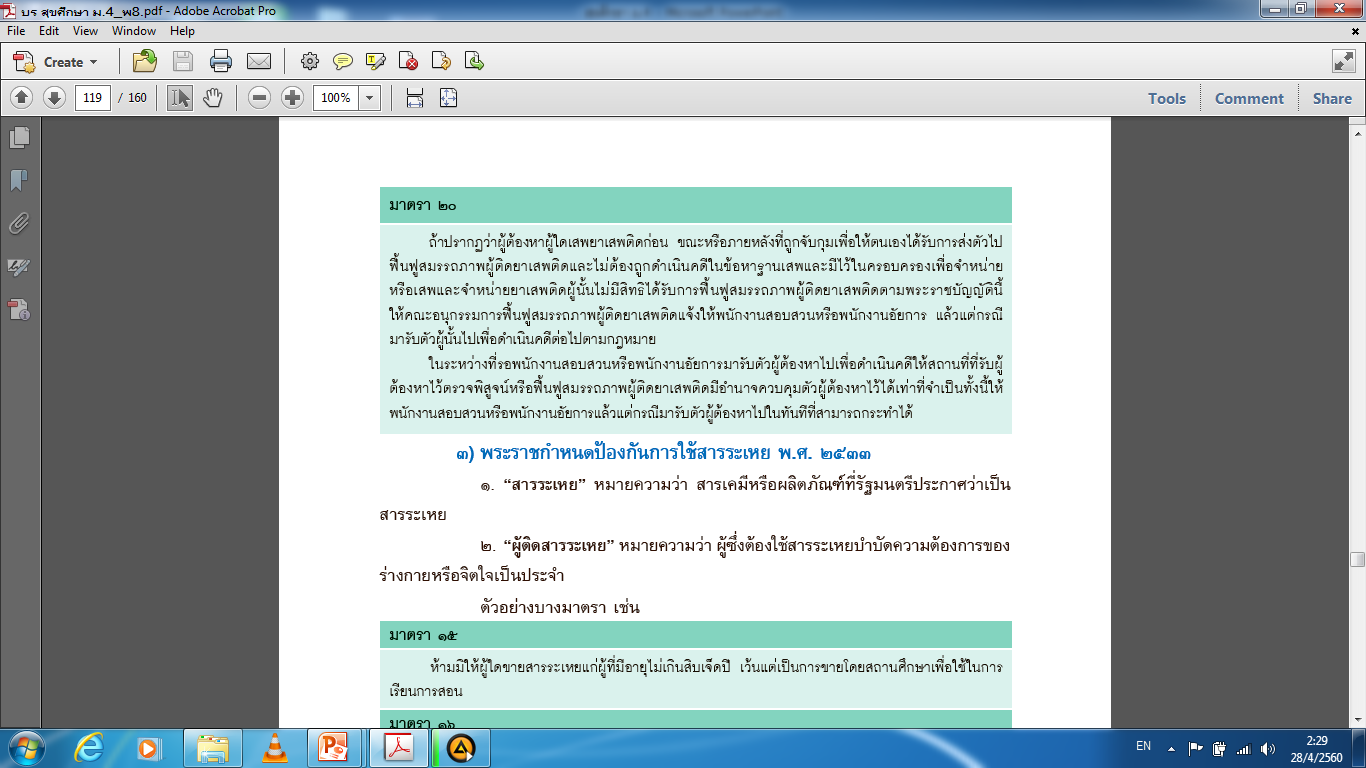 บร สุขศึกษา ม.4_พ8.pdf - Adobe Acrobat Pro
File Edit View Window Help
Create
119 / 160 100% Tools Comment Share
มาตรา ๒๐
ถ้าปรากฏว่าผู้ต้องหาผู้ใดเสพยาเสพติดก่อน ขณะหรือภายหลังที่ถูกจับกุมเพื่อให้ตนเองได้รับการส่งตัวไป
ฟื้นฟูสมรรถภาพผู้ติดยาเสพติดและไม่ต้องถูกดำเนินคดีในข้อหาฐานเสพและมีไว้ในครอบครองเพื่อจำหน่าย
หรือเสพและจำหน่ายยาเสพติดผู้นั้นไม่มีสิทธิได้รับการฟื้นฟูสมรรถภาพผู้ติดยาเสพติดตามพระราชบัญญัตินี้
ให้คณะอนุกรรมการฟื้นฟูสมรรถภาพผู้ติดยาเสพติดแจ้งให้พนักงานสอบสวนหรือพนักงานอัยการ แล้วแต่กรณี
มารับตัวผู้นั้นไปเพื่อดำเนินคดีต่อไปตามกฎหมาย
ในระหว่างที่รอพนักงานสอบสวนหรือพนักงานอัยการมารับตัวผู้ต้องหาไปเพื่อดำเนินคดีให้สถานที่ที่รับผู้
ต้องหาไว้ตรวจพิสูจน์หรือฟื้นฟูสมรรถภาพผู้ติดยาเสพติดมีอำนาจควบคุมตัวผู้ต้องหาไว้ได้เท่าที่จำเป็นทั้งนี้ให้
พนักงานสอบสวนหรือพนักงานอัยการแล้วแต่กรณีมารับตัวผู้ต้องหาไปในทันทีที่สามารถกระทำได้
๓) พระราชกำหนดป้องกันการใช้สารระเหย พ.ศ. ๒๕๓๓
๑. “สารระเหย” หมายความว่า สารเคมีหรือผลิตภัณฑ์ที่รัฐมนตรีประกาศว่าเป็น
สารระเหย
๒. “ผู้ติดสารระเหย” หมายความว่า ผู้ซึ่งต้องใช้สารระเหยบำบัดความต้องการของ
ร่างกายหรือจิตใจเป็นประจำ
ตัวอย่างบางมาตรา เช่น
มาตรา ๑๕
ห้ามมิให้ผู้ใดขายสารระเหยแก่ผู้ที่มีอายุไม่เกินสิบเจ็ดปี เว้นแต่เป็นการขายโดยสถานศึกษาเพื่อใช้ในการ
เรียนการสอน
มาตรา ๑๖
EN 2:29
28/4/2560